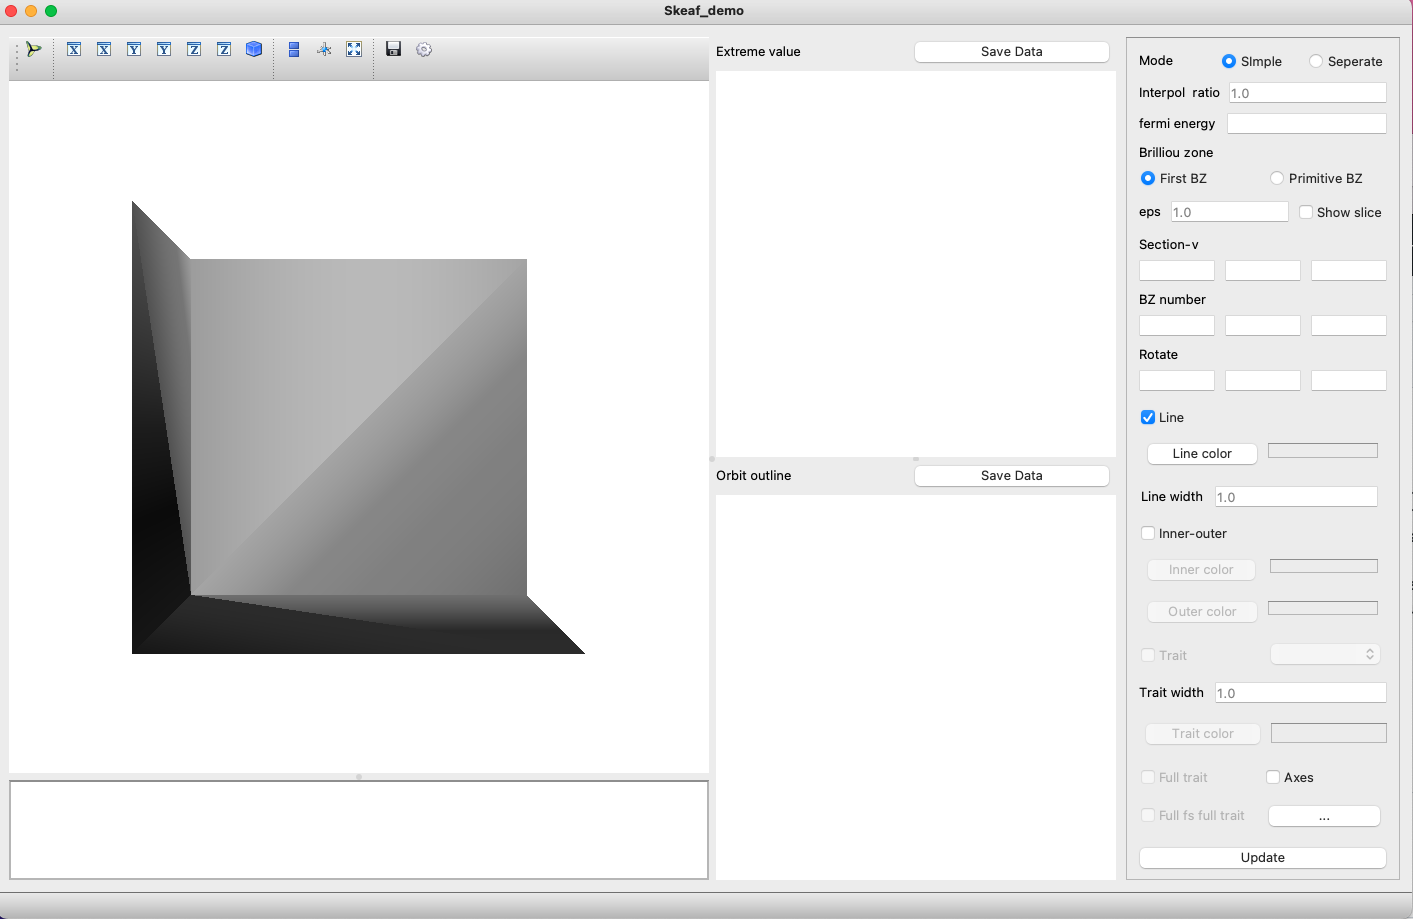 Skeaf_demo
X X Y Y Z Z
Extreme value
Save Data
Orbit outline
Save Data
Mode SImple Seperate
Interpol ratio 1.0
fermi energy
Brilliou zone
First BZ Primitive BZ
eps 1.0 Show slice
Section-v
BZ number
Rotate
Line
Line color
Line width 1.0
Inner-outer
Inner color
Outer color
Trait
Trait width 1.0
Trait color
Full trait Axes
Full fs full trait ...
Update